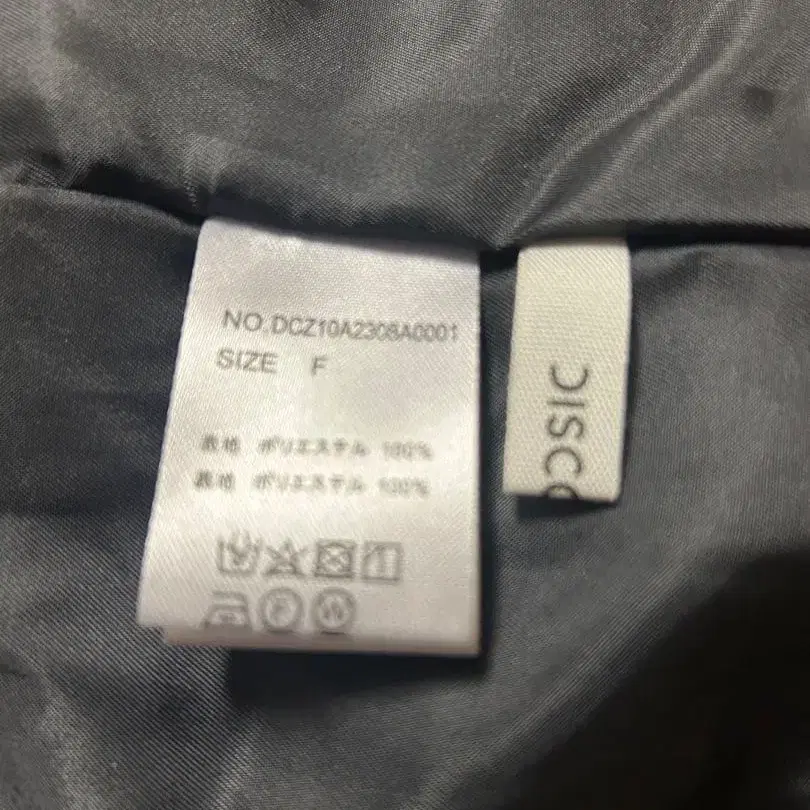 NO.DCZ10A2308A0001
SIZE F
表地 ポリエステル 100%
裏地 ポリエステル 100%
F W